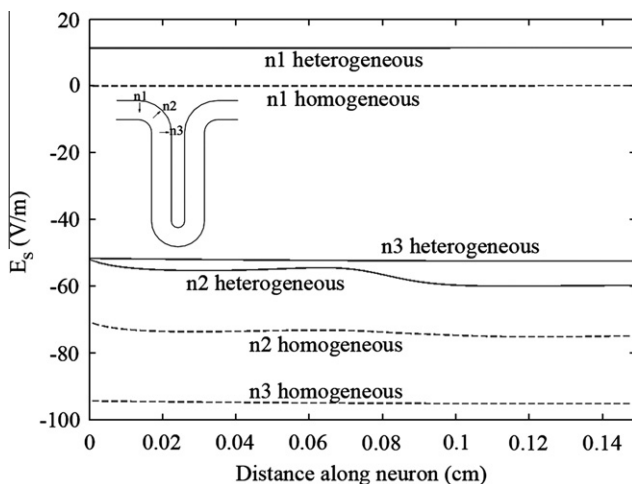 20
n1 heterogeneous
0
n1 homogeneous
n1
n2
n3
-20
-40
n3 heterogeneous
n2 heterogeneous
-60
n2 homogeneous
-80
n3 homogeneous
-100
E_s (V/m)
0 0.02 0.04 0.06 0.08 0.1 0.12 0.14
Distance along neuron (cm)